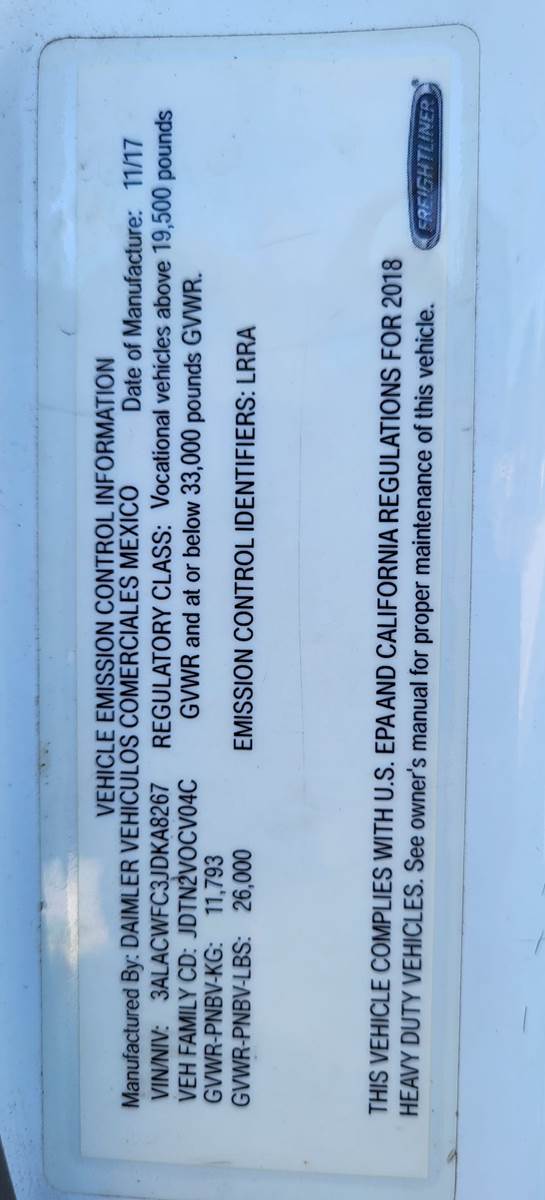 VEHICLE EMISSION CONTROL INFORMATION
Manufactured By: DAIMLER VEHICULOS COMERCIALES MEXICO Date of Manufacture: 11/17
VIN/NIV: 3ALACWFC3JDKA8267 REGULATORY CLASS: Vocational vehicles above 19,500 pounds
VEH FAMILY CD: JDTN2VOCV04C GVWR and at or below 33,000 pounds GVWR.
GVWR-PNBV-KG: 11,793
GVWR-PNBV-LBS: 26,000 EMISSION CONTROL IDENTIFIERS: LRRA
THIS VEHICLE COMPLIES WITH U.S. EPA AND CALIFORNIA REGULATIONS FOR 2018
HEAVY DUTY VEHICLES. See owner's manual for proper maintenance of this vehicle.
FREIGHTLINER